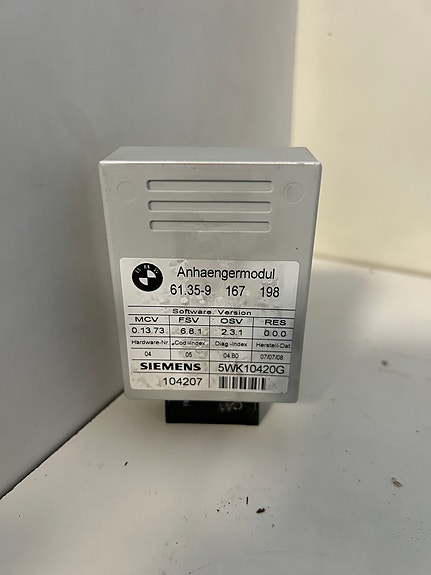 BMW
Anhaengermodul
61.35-9 167 198
Software. Version
MCV FSV OSV RES
0.13.73 6.8.1 2.3.1 0.0.0
Hardware-Nr. Cod.-Index Diag.-Index Herstell-Dat
04 05 04.B0 07/07/08
SIEMENS 5WK10420G
104207